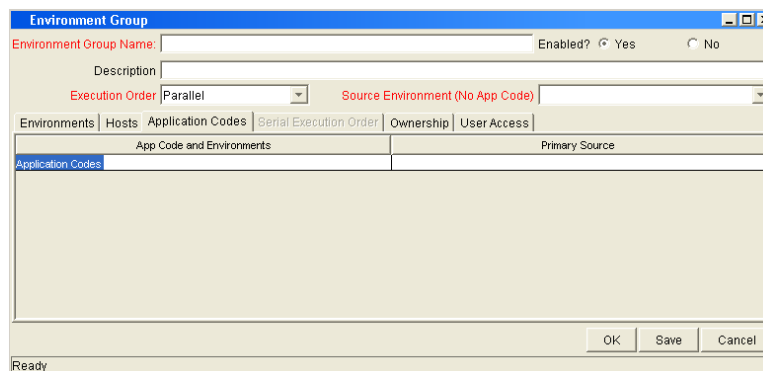 Environment Group
Environment Group Name: Enabled? Yes No
Description
Execution Order Parallel Source Environment (No App Code)
Environments Hosts Application Codes Serial Execution Order Ownership User Access
App Code and Environments Primary Source
Application Codes
OK Save Cancel
Ready